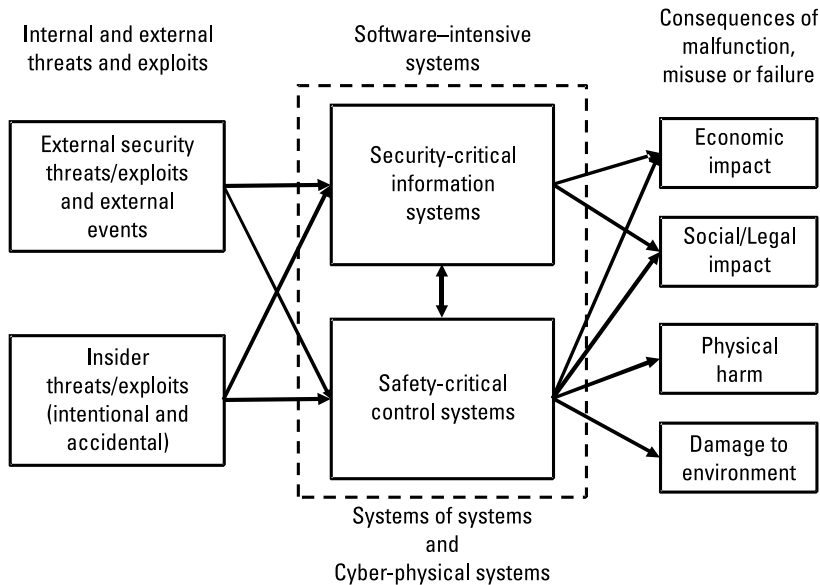 Internal and external
threats and exploits
Software–intensive
systems
Consequences of
malfunction,
misuse or failure
External security
threats/exploits
and external
events
Security-critical
information
systems
Economic
impact
Social/Legal
impact
Insider
threats/exploits
(intentional and
accidental)
Safety-critical
control systems
Physical
harm
Damage to
environment
Systems of systems
and
Cyber-physical systems